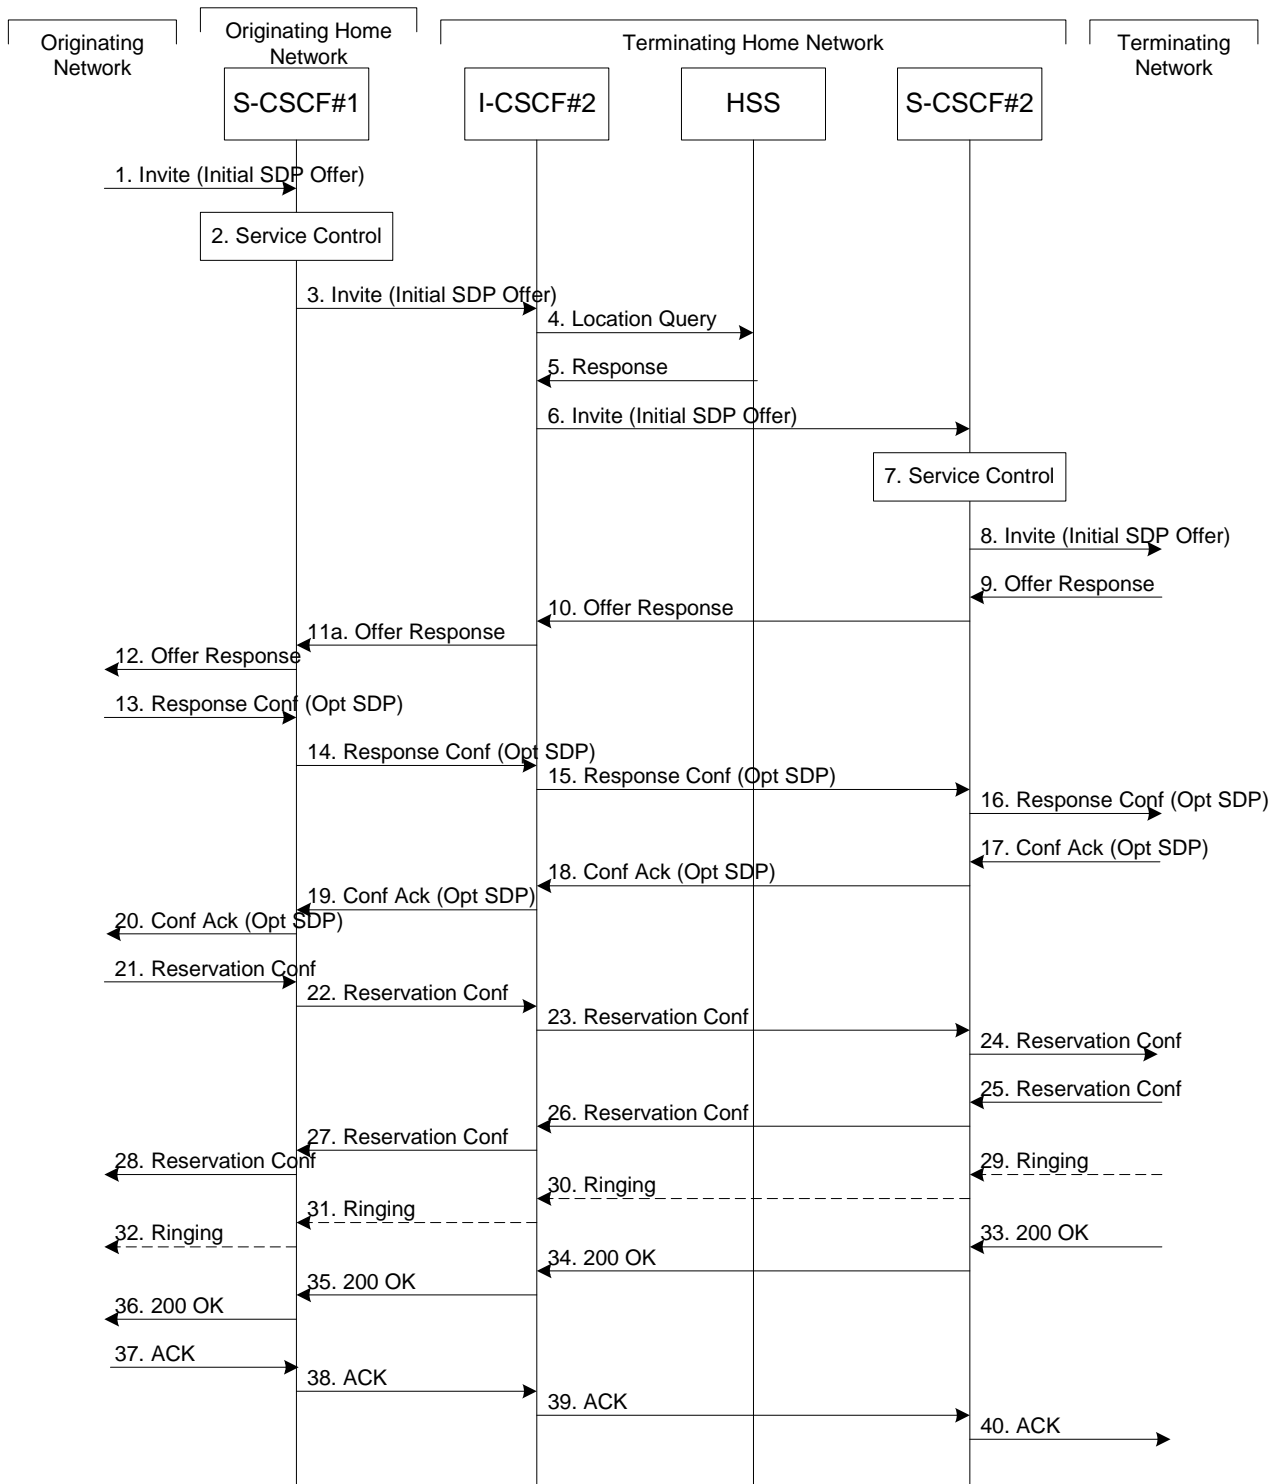 Originating
Network
Originating Home
Network
Terminating Home Network
Terminating
Network
S-CSCF#1
I-CSCF#2
HSS
S-CSCF#2
1. Invite (Initial SDP Offer)
2. Service Control
3. Invite (Initial SDP Offer)
4. Location Query
5. Response
6. Invite (Initial SDP Offer)
7. Service Control
8. Invite (Initial SDP Offer)
9. Offer Response
10. Offer Response
11a. Offer Response
12. Offer Response
13. Response Conf (Opt SDP)
14. Response Conf (Opt SDP)
15. Response Conf (Opt SDP)
16. Response Conf (Opt SDP)
17. Conf Ack (Opt SDP)
18. Conf Ack (Opt SDP)
19. Conf Ack (Opt SDP)
20. Conf Ack (Opt SDP)
21. Reservation Conf
22. Reservation Conf
23. Reservation Conf
24. Reservation Conf
25. Reservation Conf
26. Reservation Conf
27. Reservation Conf
28. Reservation Conf
29. Ringing
30. Ringing
31. Ringing
32. Ringing
33. 200 OK
34. 200 OK
35. 200 OK
36. 200 OK
37. ACK
38. ACK
39. ACK
40. ACK